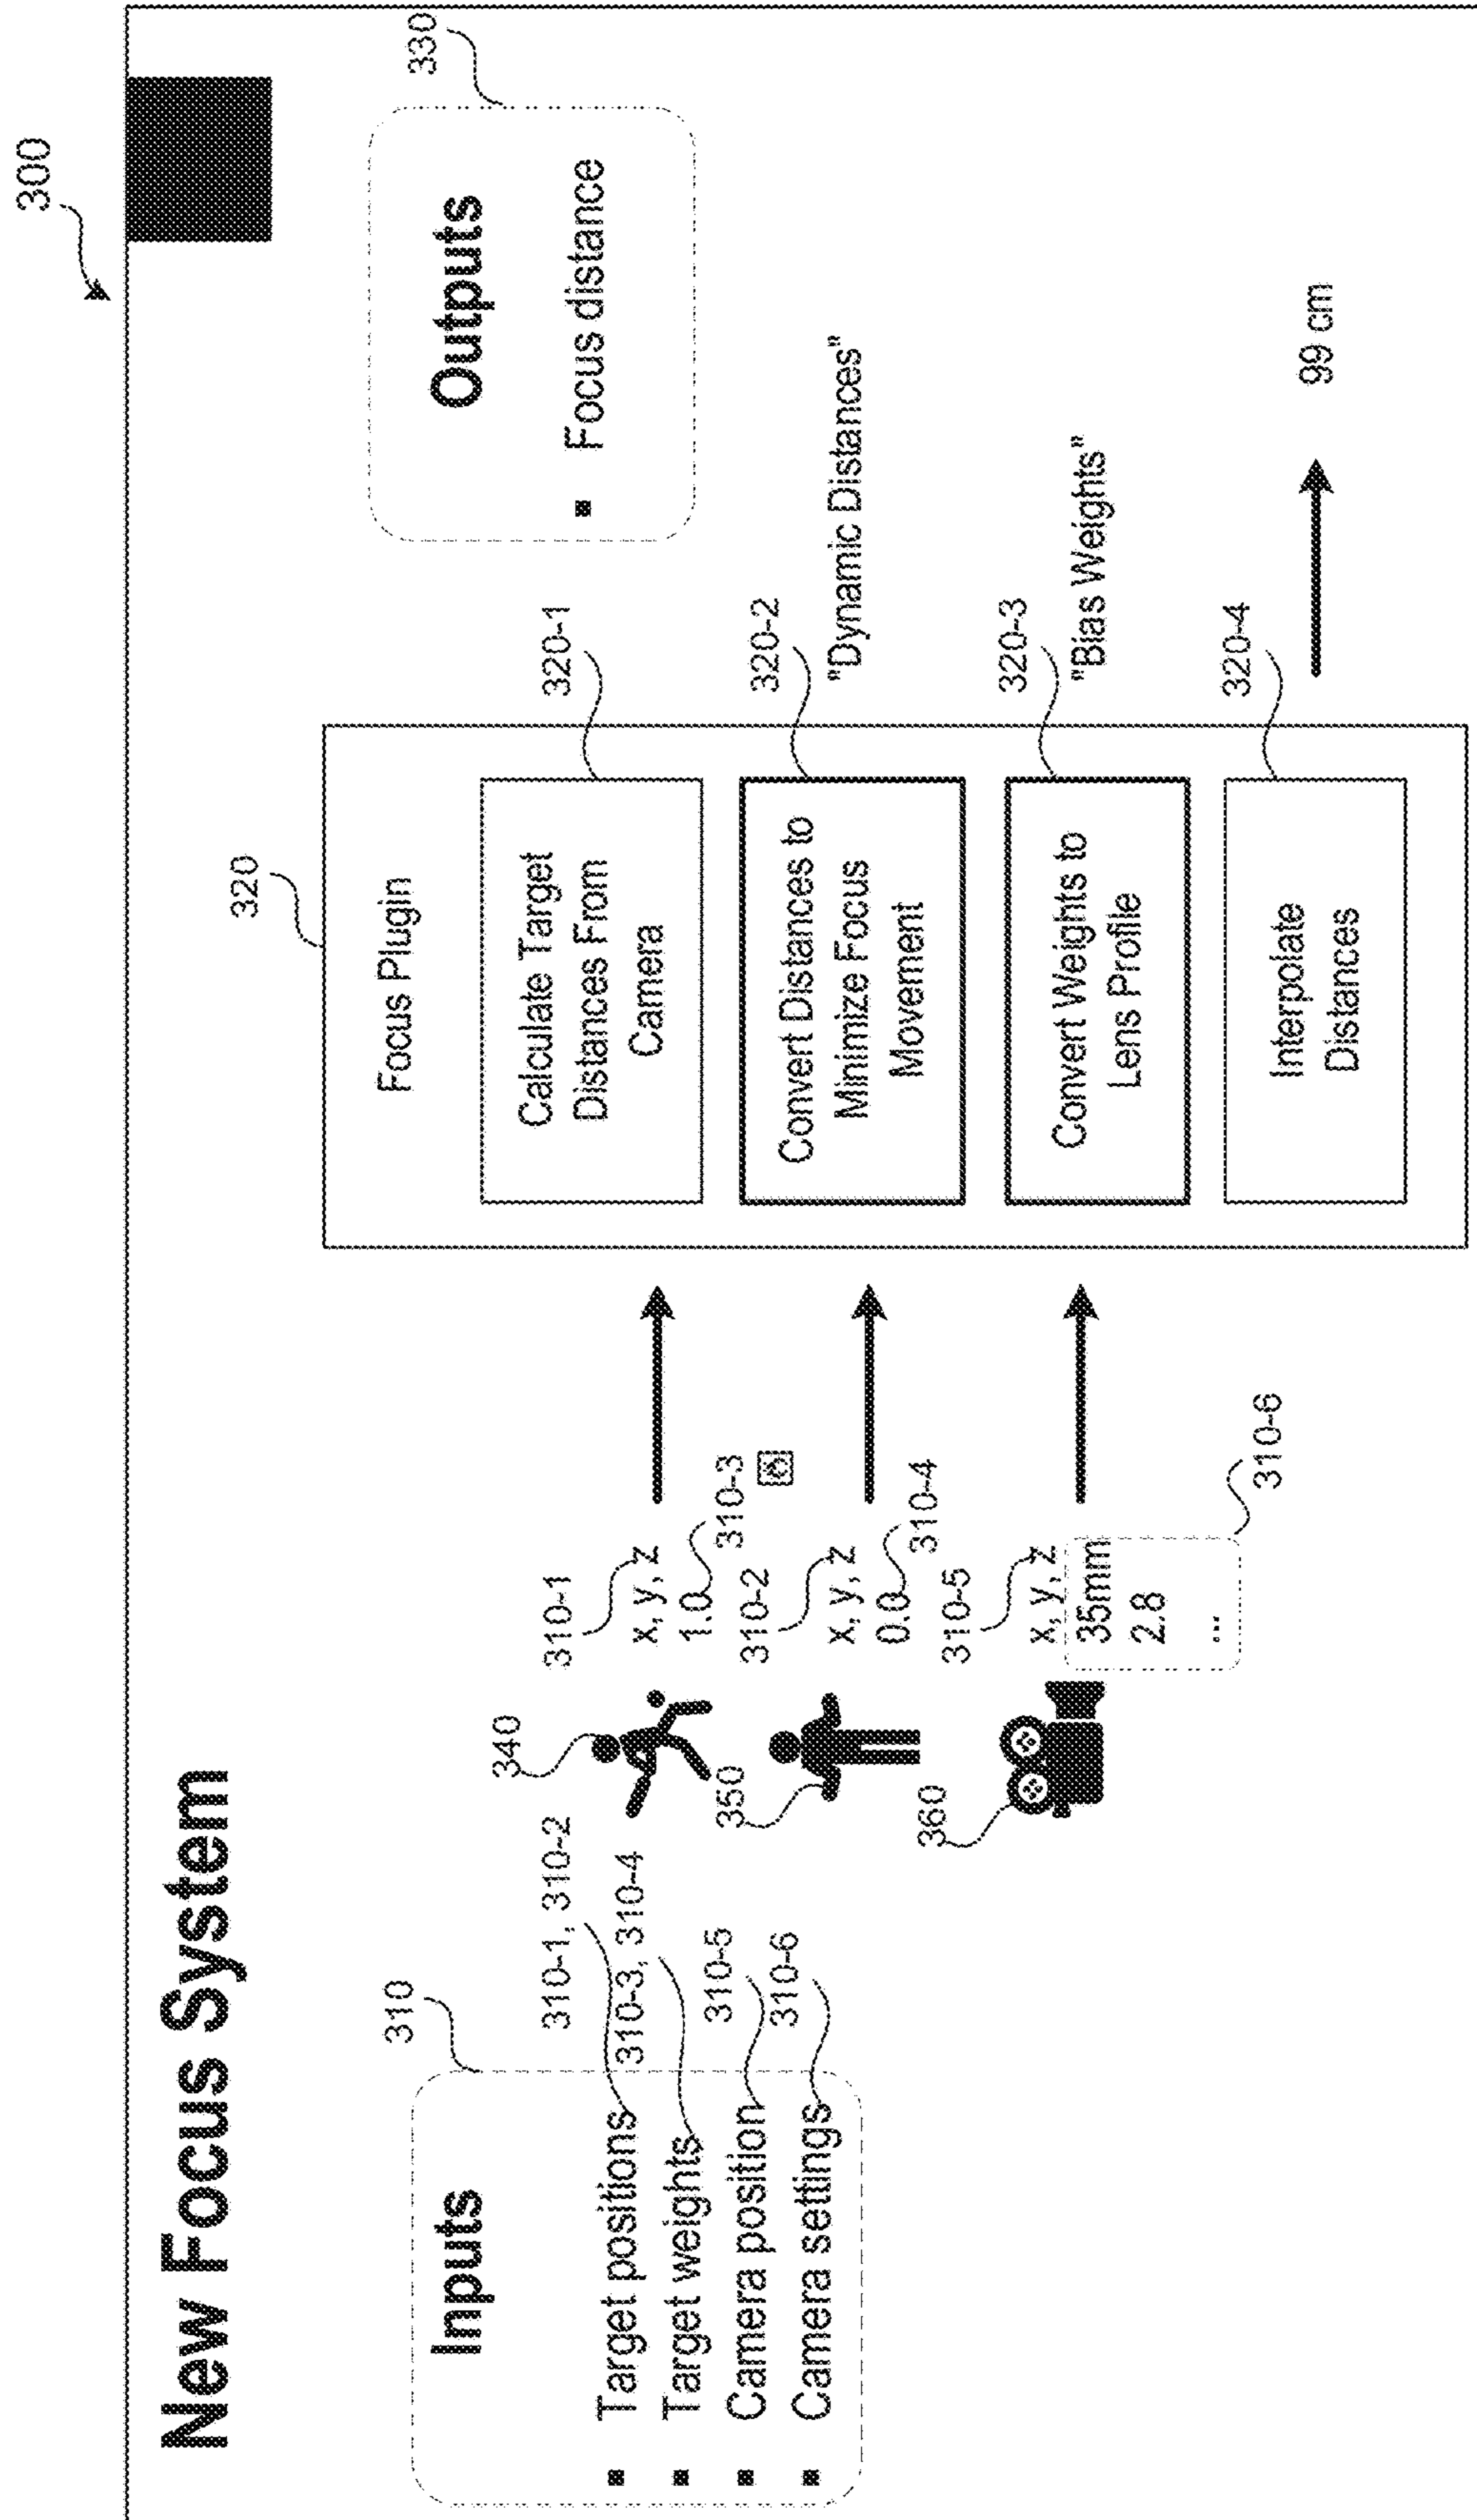 300
New Focus System
310
Inputs
▪ Target positions
▪ Target weights
▪ Camera position
▪ Camera settings
310-1, 310-2
310-3, 310-4
310-5
310-6
340
310-1
x, y, z
1.0
310-3
350
310-2
x, y, z
0.0
310-4
360
310-5
x, y, z
35mm
2.8
...
310-6
320
Focus Plugin
320-1
Calculate Target
Distances From
Camera
320-2
Convert Distances to
Minimize Focus
Movement
"Dynamic Distances"
320-3
Convert Weights to
Lens Profile
"Bias Weights"
320-4
Interpolate
Distances
99 cm
330
Outputs
▪ Focus distance